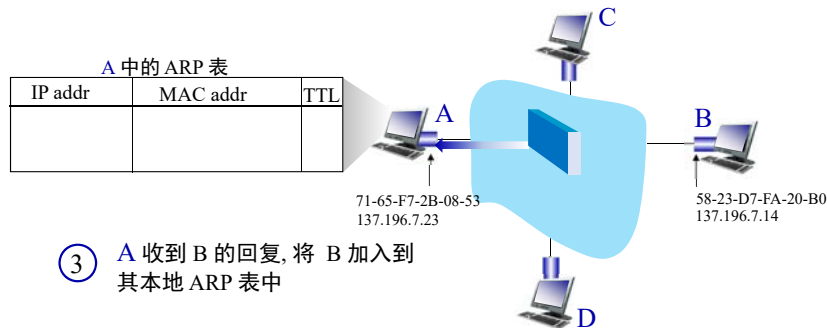 C
A 中的 ARP 表
IP addr MAC addr TTL
A
B
71-65-F7-2B-08-53
137.196.7.23
58-23-D7-FA-20-B0
137.196.7.14
3 A 收到 B 的回复, 将 B 加入到
其本地 ARP 表中
D